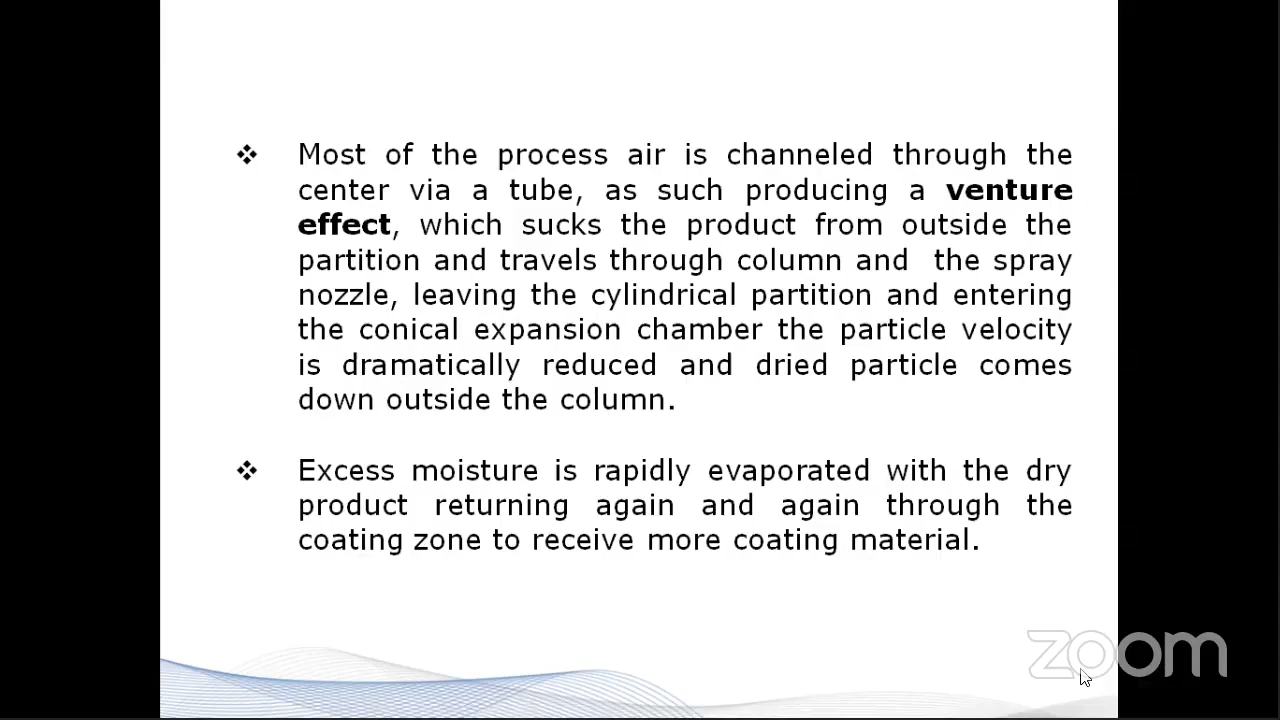 ❖ Most of the process air is channeled through the
center via a tube, as such producing a venture
effect, which sucks the product from outside the
partition and travels through column and the spray
nozzle, leaving the cylindrical partition and entering
the conical expansion chamber the particle velocity
is dramatically reduced and dried particle comes
down outside the column.
❖ Excess moisture is rapidly evaporated with the dry
product returning again and again through the
coating zone to receive more coating material.
zoom